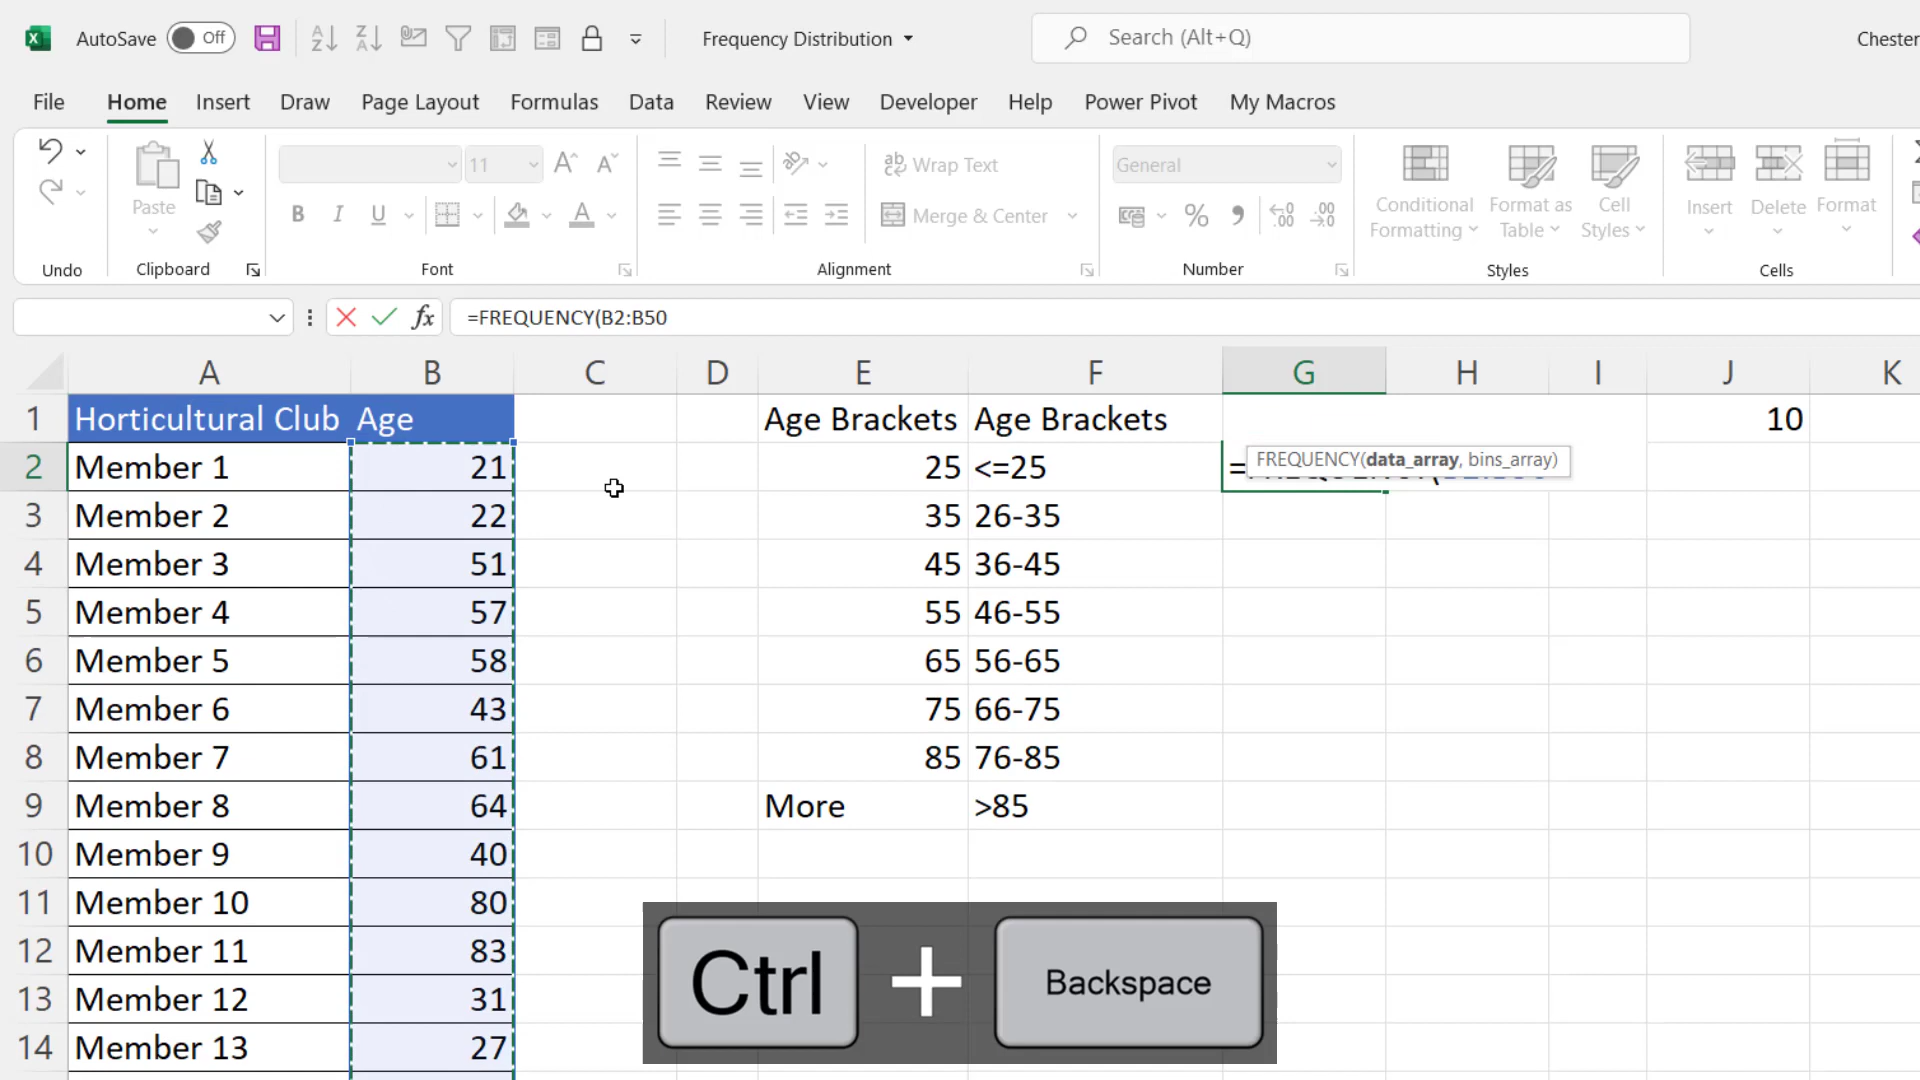 AutoSave Off Frequency Distribution Search (Alt+Q) Chester
File Home Insert Draw Page Layout Formulas Data Review View Developer Help Power Pivot My Macros
11 Wrap Text General
Paste B I U Merge & Center Conditional Formatting Format as Table Cell Styles Insert Delete Format
Undo Clipboard Font Alignment Number Styles Cells
fx =FREQUENCY(B2:B50
A B C D E F G H I J K
1 Horticultural Club Age Age Brackets Age Brackets 10
FREQUENCY(data_array, bins_array)
2 Member 1 21 25 <=25 =
3 Member 2 22 35 26-35
4 Member 3 51 45 36-45
5 Member 4 57 55 46-55
6 Member 5 58 65 56-65
7 Member 6 43 75 66-75
8 Member 7 61 85 76-85
9 Member 8 64 More >85
10 Member 9 40
11 Member 10 80
12 Member 11 83
13 Member 12 31
14 Member 13 27
Ctrl + Backspace